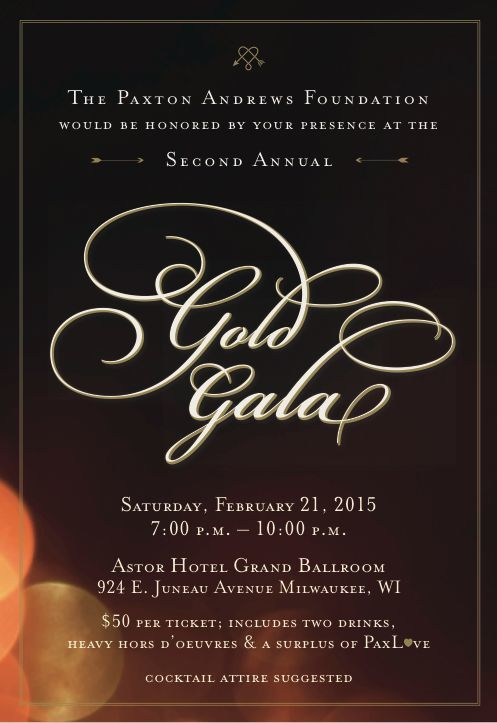 The Paxton Andrews Foundation
would be honored by your presence at the
Second Annual
Gold
Gala
Saturday, February 21, 2015
7:00 p.m. – 10:00 p.m.
Astor Hotel Grand Ballroom
924 E. Juneau Avenue Milwaukee, WI
$50 per ticket; includes two drinks,
heavy hors d'oeuvres & a surplus of PaxL♥ve
cocktail attire suggested